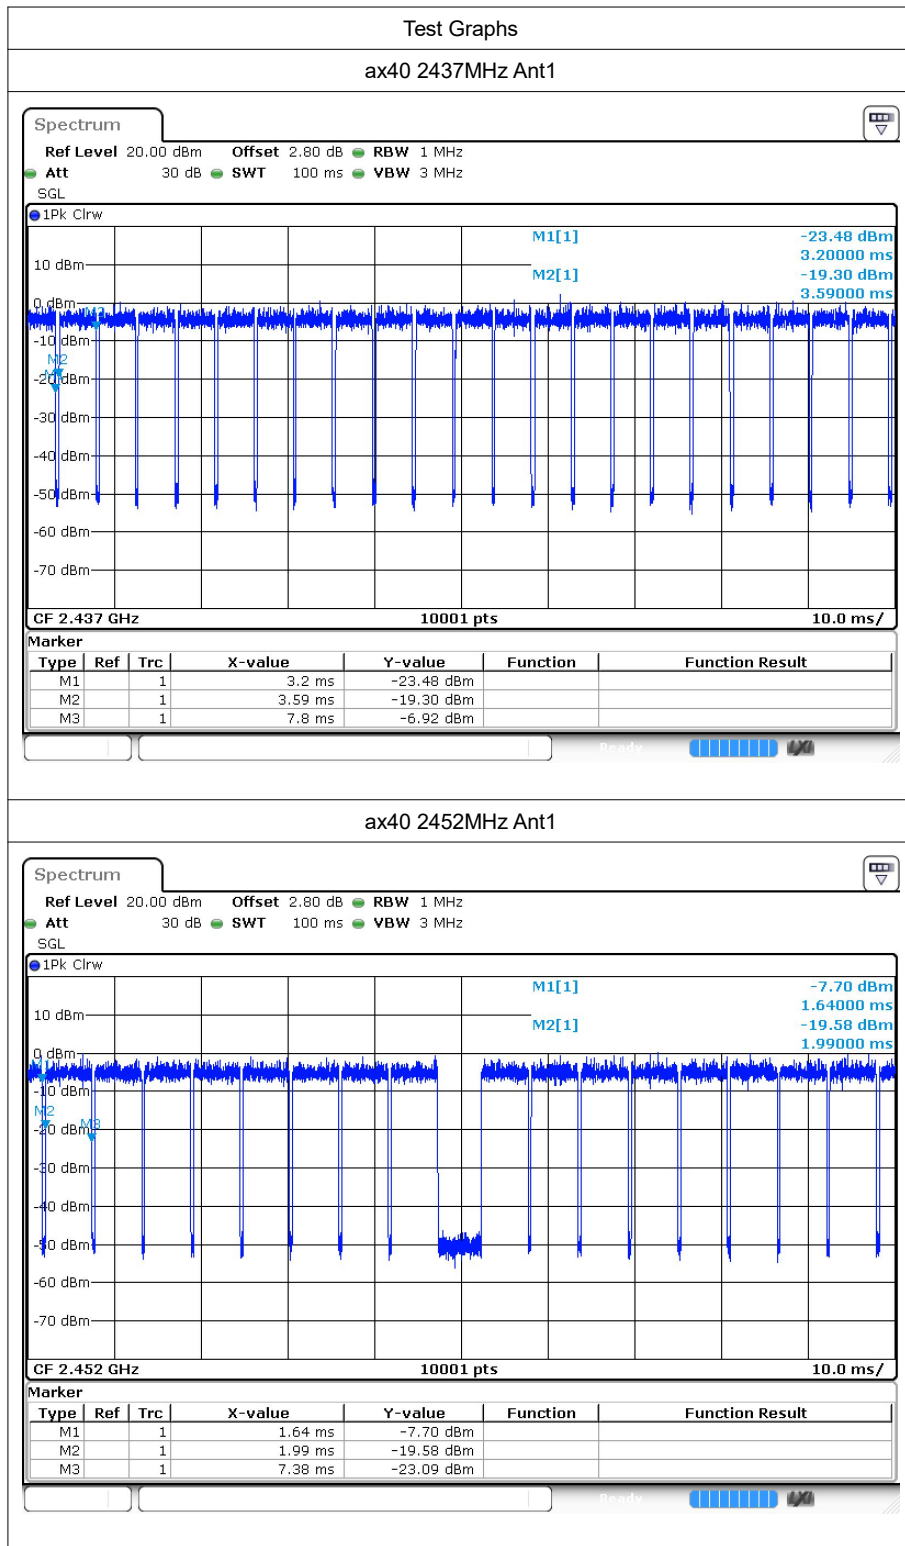 Test Graphs
ax40 2437MHz Ant1
Spectrum
Ref Level 20.00 dBm Offset 2.80 dB RBW 1 MHz
Att 30 dB SWT 100 ms VBW 3 MHz
SGL
1Pk Clrw
M1[1] -23.48 dBm
3.20000 ms
10 dBm
M2[1] -19.30 dBm
3.59000 ms
0 dBm
M3
-10 dBm
M2
-20 dBm
-30 dBm
-40 dBm
-50 dBm
-60 dBm
-70 dBm
CF 2.437 GHz 10001 pts 10.0 ms/
Marker
Type Ref Trc X-value Y-value Function Function Result
M1 1 3.2 ms -23.48 dBm
M2 1 3.59 ms -19.30 dBm
M3 1 7.8 ms -6.92 dBm
Ready LXI
ax40 2452MHz Ant1
Spectrum
Ref Level 20.00 dBm Offset 2.80 dB RBW 1 MHz
Att 30 dB SWT 100 ms VBW 3 MHz
SGL
1Pk Clrw
M1[1] -7.70 dBm
1.64000 ms
10 dBm
M2[1] -19.58 dBm
1.99000 ms
0 dBm
M1
-10 dBm
M2
-20 dBm M3
-30 dBm
-40 dBm
-50 dBm
-60 dBm
-70 dBm
CF 2.452 GHz 10001 pts 10.0 ms/
Marker
Type Ref Trc X-value Y-value Function Function Result
M1 1 1.64 ms -7.70 dBm
M2 1 1.99 ms -19.58 dBm
M3 1 7.38 ms -23.09 dBm
Ready LXI